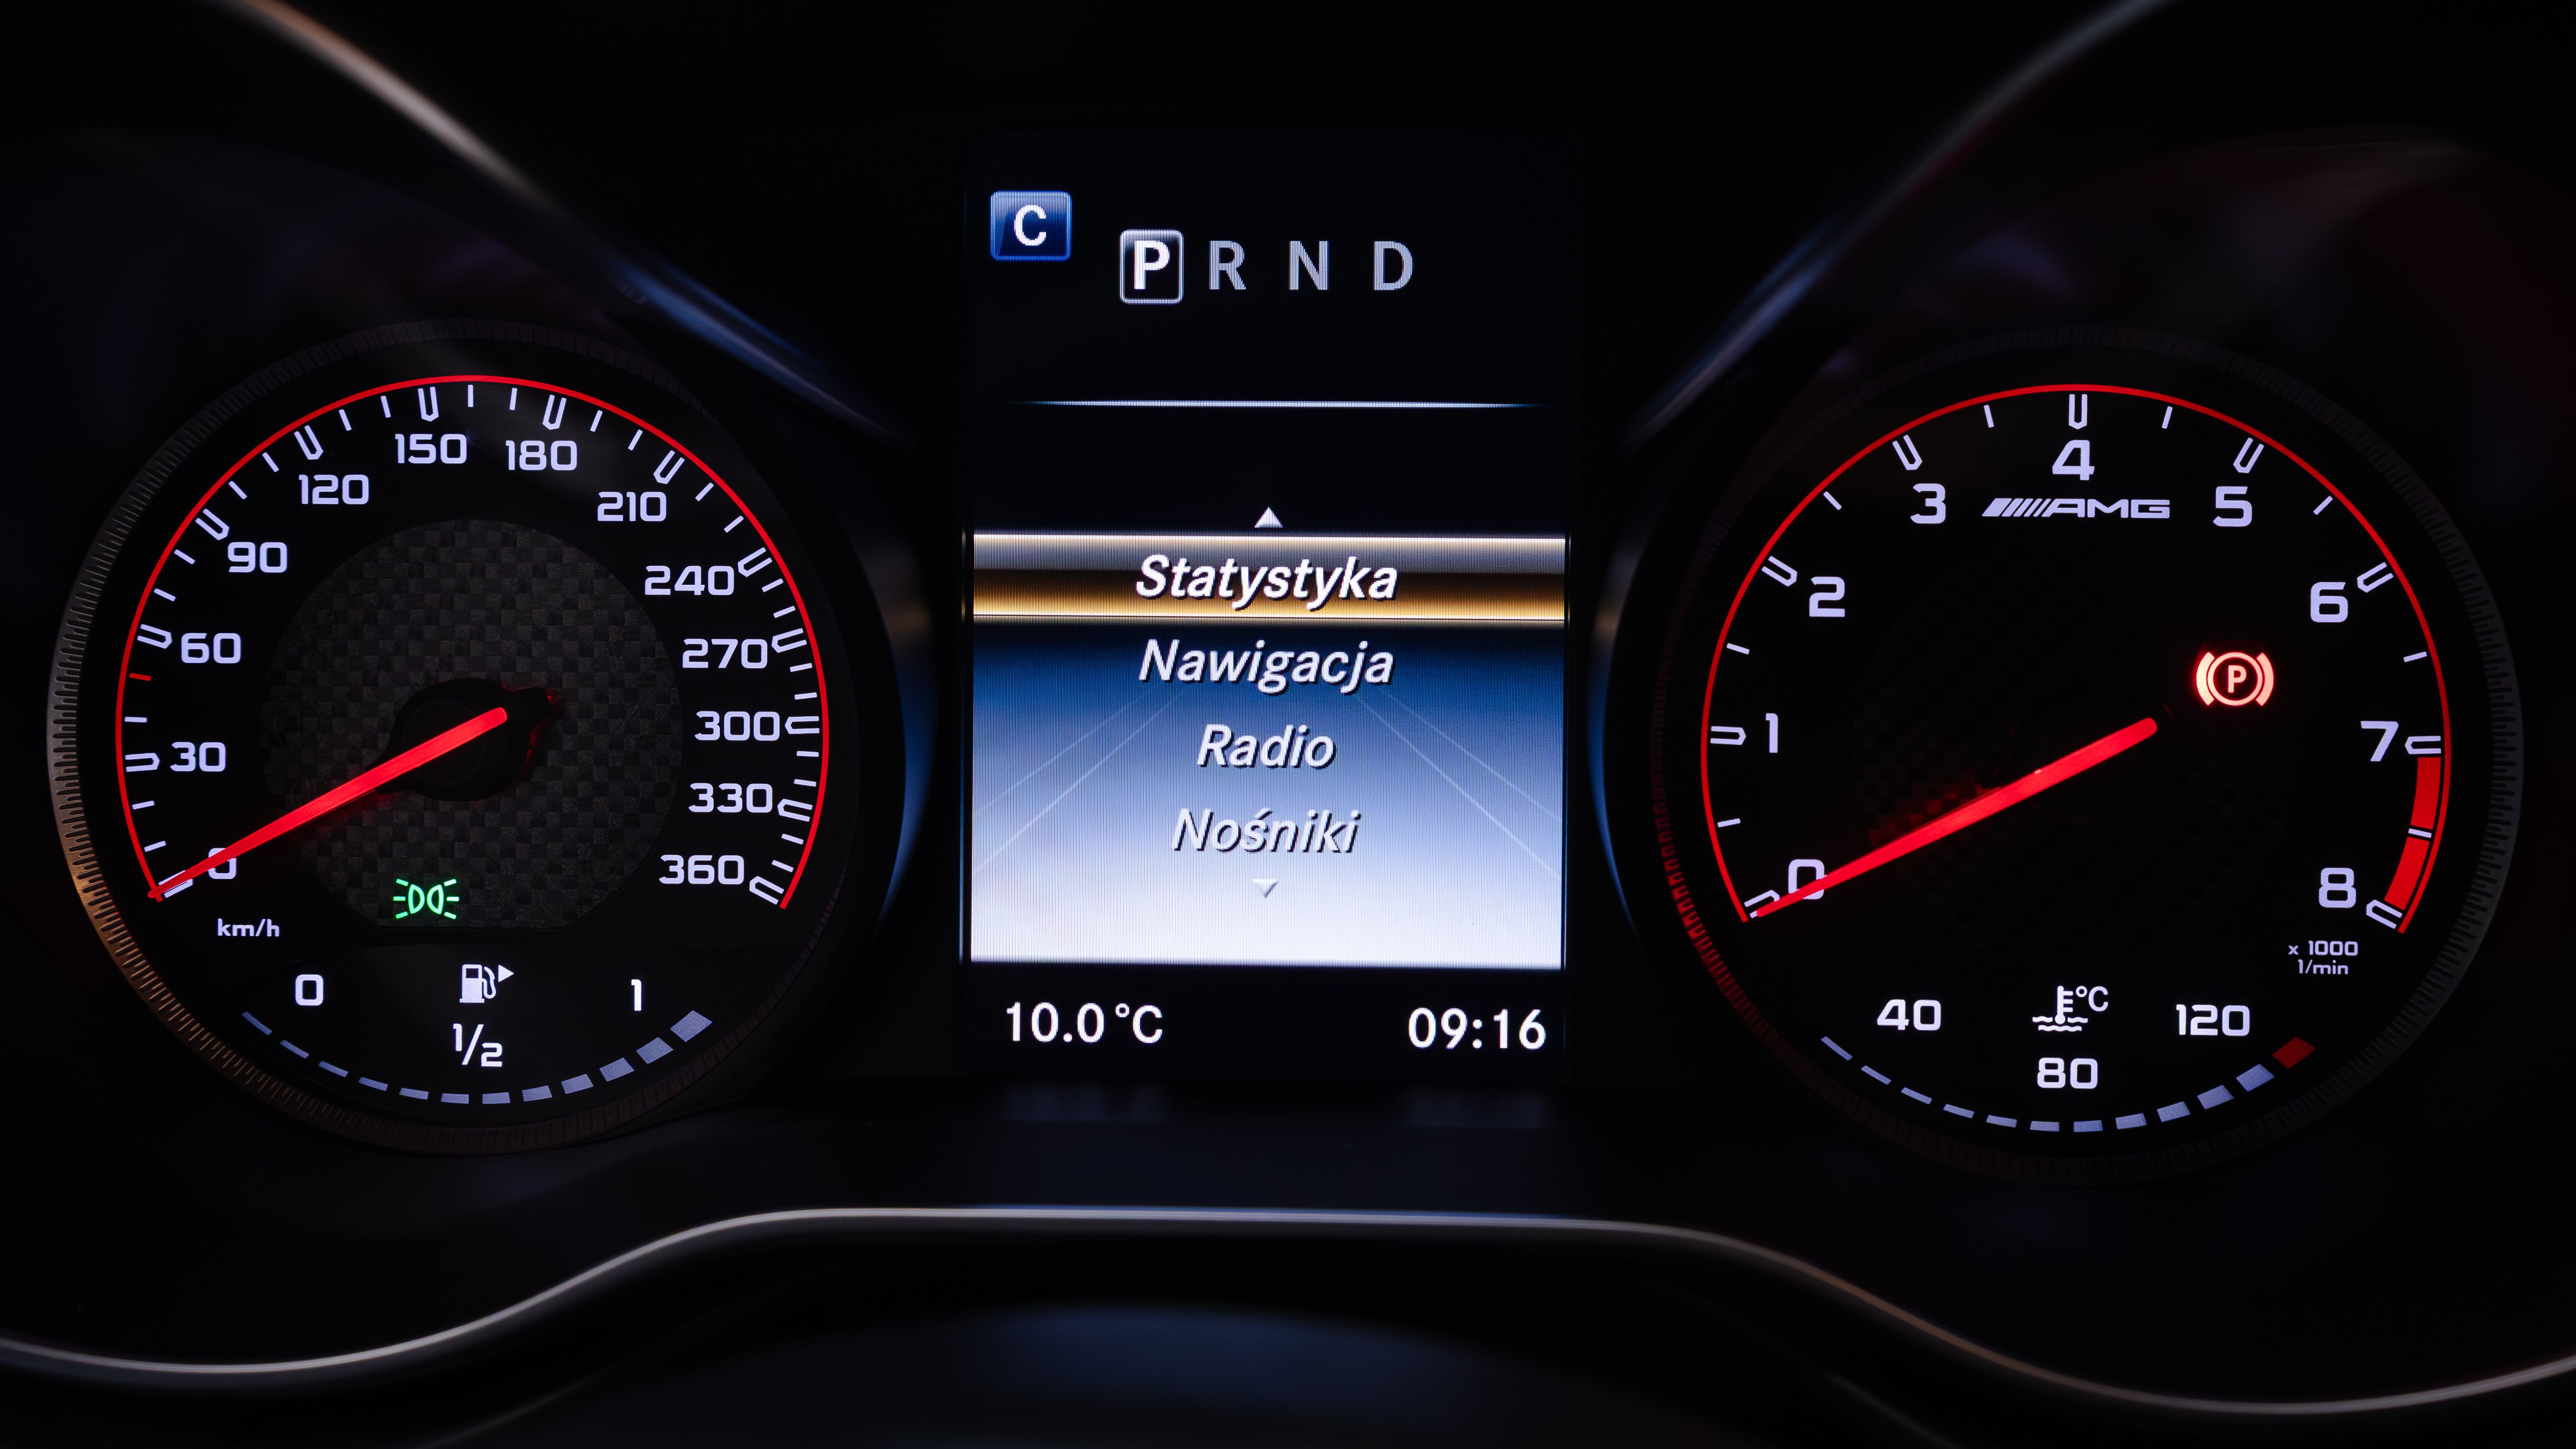 C
P R N D
0
30
60
90
120
150
180
210
240
270
300
330
360
km/h
0
1/2
1
Statystyka
Nawigacja
Radio
Nośniki
10.0 °C
09:16
0
1
2
3
4
5
6
7
8
AMG
P
x 1000
1/min
40
°C
120
80